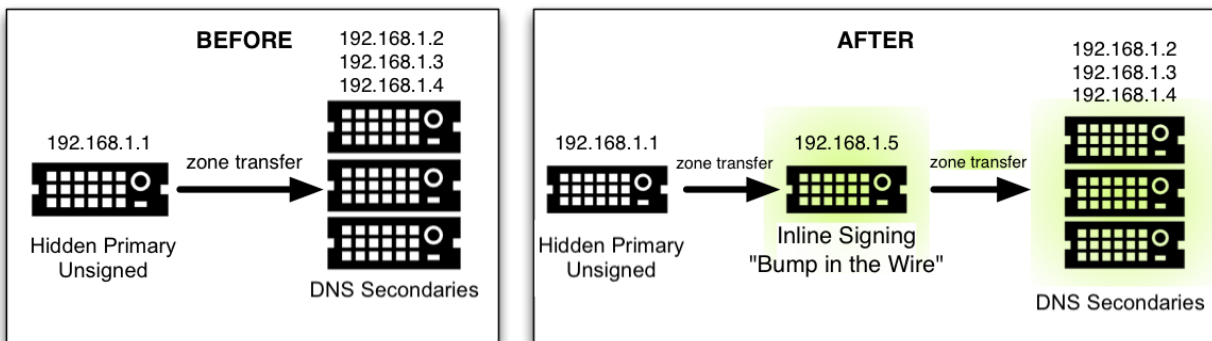 BEFORE
192.168.1.2
192.168.1.3
192.168.1.4
192.168.1.1
zone transfer
Hidden Primary
Unsigned
DNS Secondaries
AFTER
192.168.1.2
192.168.1.3
192.168.1.4
192.168.1.1
zone transfer
192.168.1.5
zone transfer
Hidden Primary
Unsigned
Inline Signing
"Bump in the Wire"
DNS Secondaries